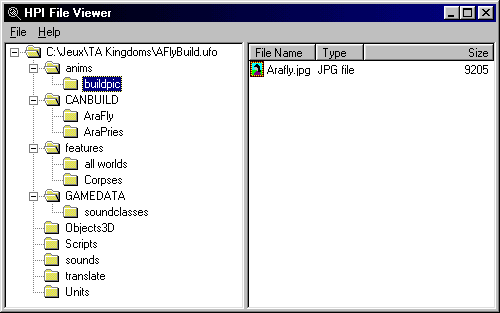 HPI File Viewer
File Help
C:\Jeux\TA Kingdoms\AFlyBuild.ufo
anims
buildpic
CANBUILD
AraFly
AraPries
features
all worlds
Corpses
GAMEDATA
soundclasses
Objects3D
Scripts
sounds
translate
Units
File Name Type Size
Arafly.jpg JPG file 9205